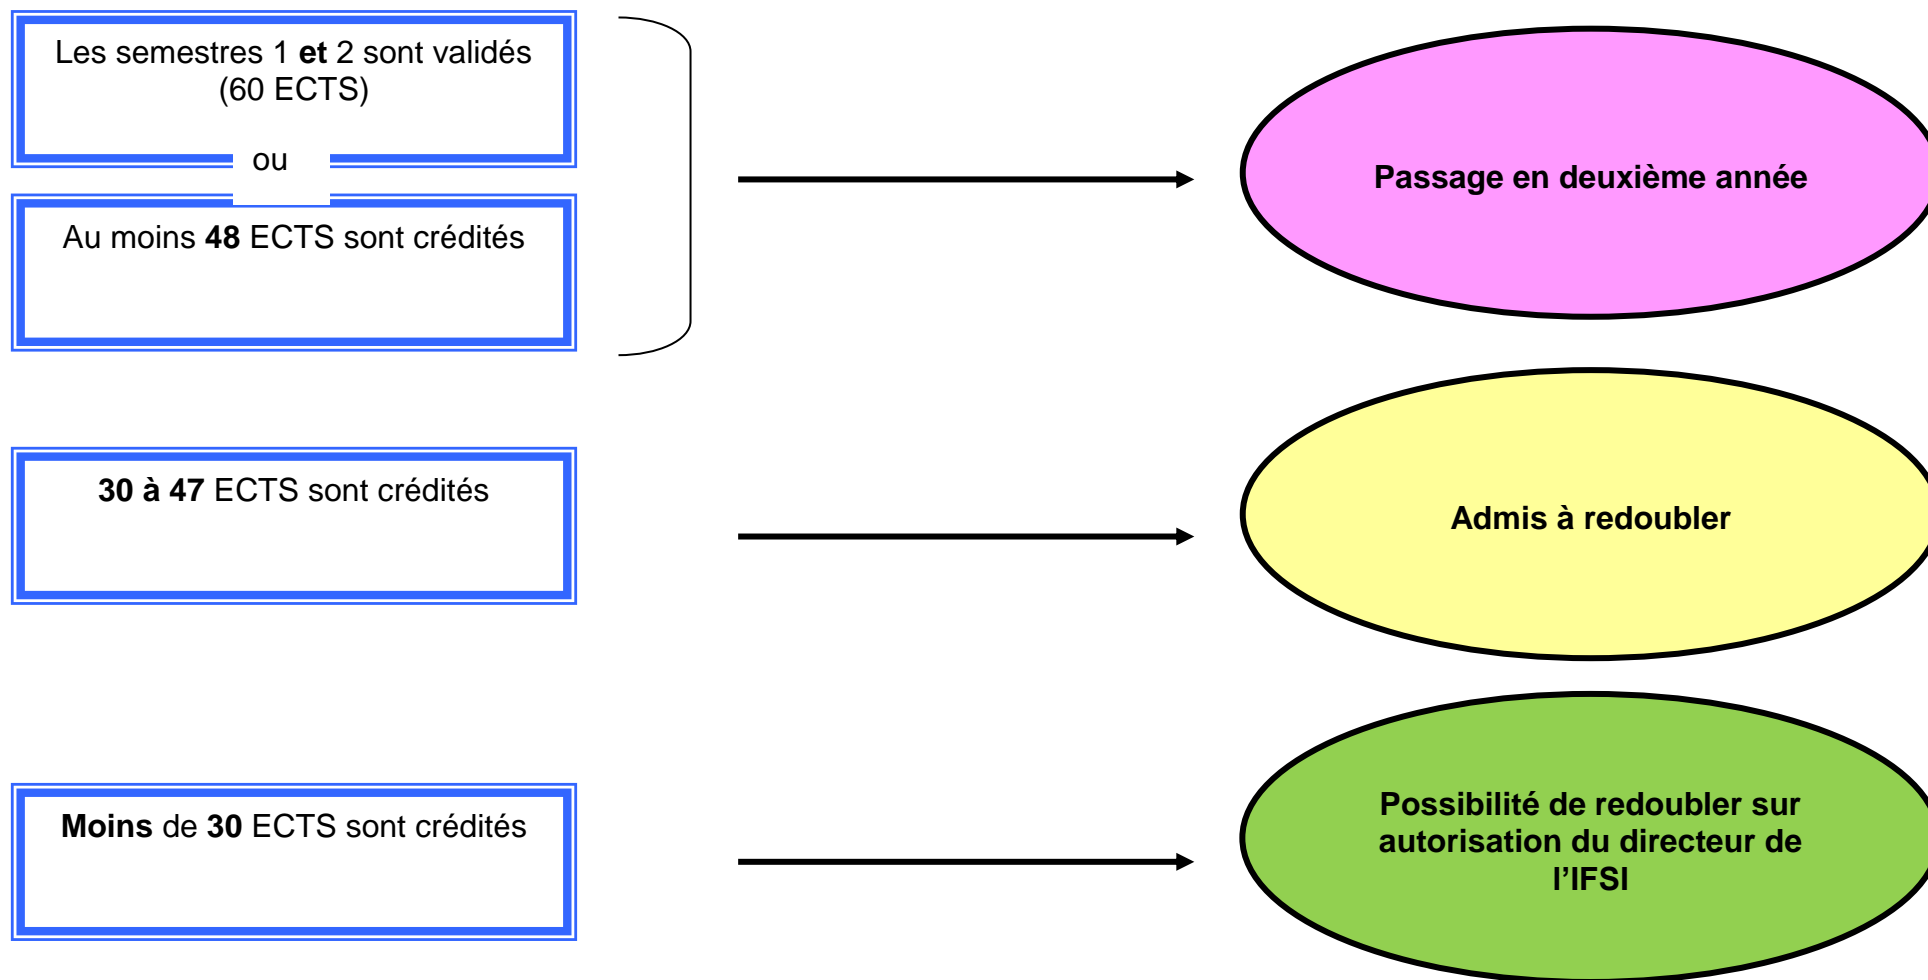 Les semestres 1 et 2 sont validés
(60 ECTS)
ou
Au moins 48 ECTS sont crédités
Passage en deuxième année
30 à 47 ECTS sont crédités
Admis à redoubler
Moins de 30 ECTS sont crédités
Possibilité de redoubler sur
autorisation du directeur de
l’IFSI